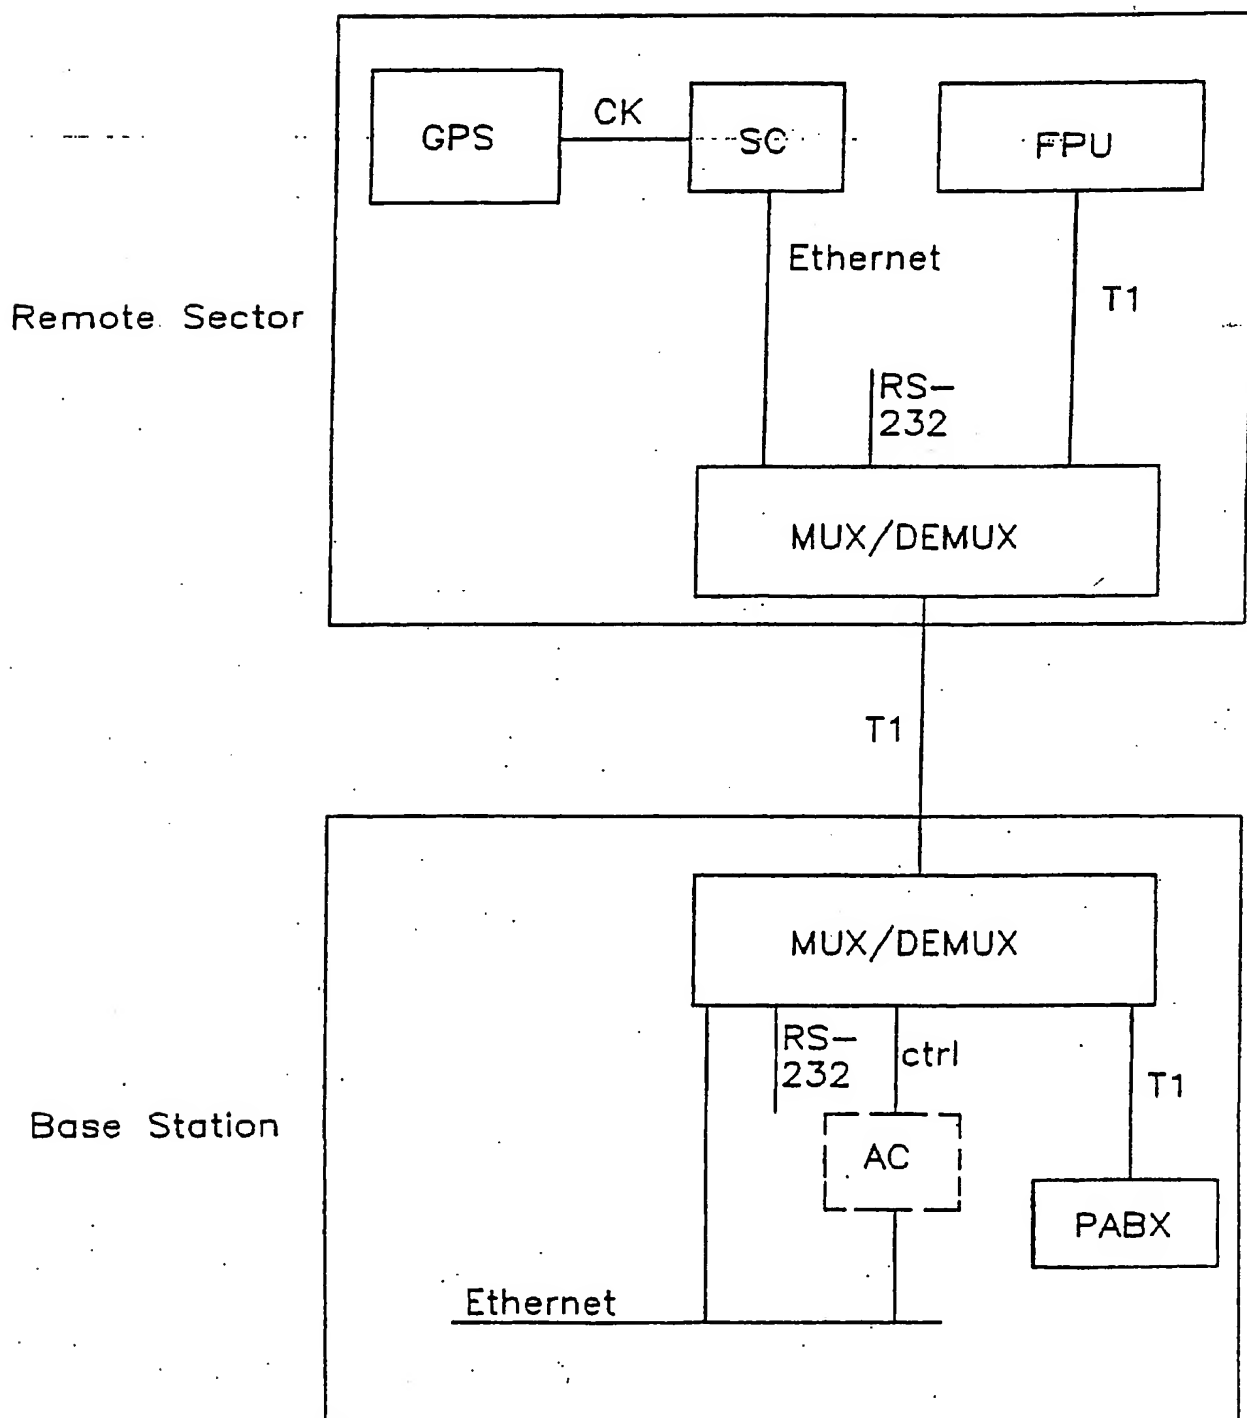 GPS
CK
SC
FPU
Ethernet
T1
Remote Sector
RS-
232
MUX/DEMUX
T1
MUX/DEMUX
RS-
232
ctrl
T1
Base Station
AC
PABX
Ethernet